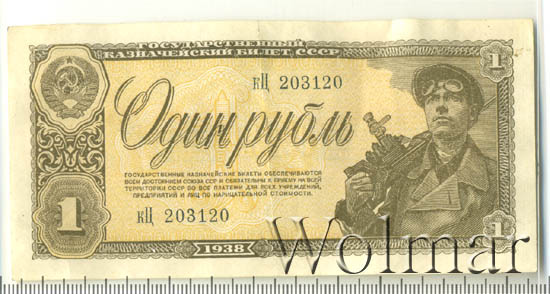 ГОСУДАРСТВЕННЫЙ
КАЗНАЧЕЙСКИЙ БИЛЕТ СССР
1
кЦ 203120
Один рубль
ГОСУДАРСТВЕННЫЕ КАЗНАЧЕЙСКИЕ БИЛЕТЫ ОБЕСПЕЧИВАЮТСЯ
ВСЕМ ДОСТОЯНИЕМ СОЮЗА ССР И ОБЯЗАТЕЛЬНЫ К ПРИЕМУ НА ВСЕЙ
ТЕРРИТОРИИ СССР ВО ВСЕ ПЛАТЕЖИ ДЛЯ ВСЕХ УЧРЕЖДЕНИЙ,
ПРЕДПРИЯТИЙ И ЛИЦ ПО НАРИЦАТЕЛЬНОЙ СТОИМОСТИ.
1
кЦ 203120
1938
1
Wolmar